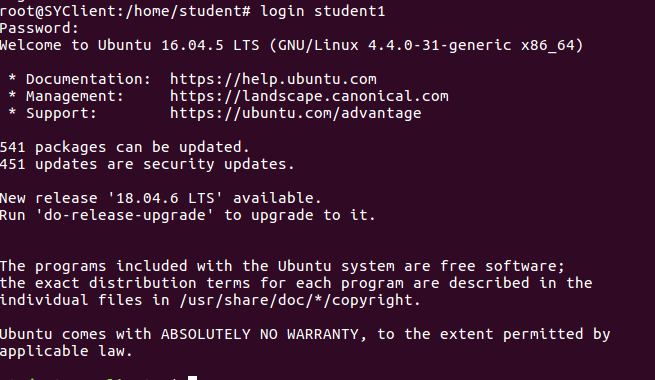 root@SYClient:/home/student# login student1
Password:
Welcome to Ubuntu 16.04.5 LTS (GNU/Linux 4.4.0-31-generic x86_64)
* Documentation:  https://help.ubuntu.com
* Management:     https://landscape.canonical.com
* Support:        https://ubuntu.com/advantage
541 packages can be updated.
451 updates are security updates.
New release '18.04.6 LTS' available.
Run 'do-release-upgrade' to upgrade to it.
The programs included with the Ubuntu system are free software;
the exact distribution terms for each program are described in the
individual files in /usr/share/doc/*/copyright.
Ubuntu comes with ABSOLUTELY NO WARRANTY, to the extent permitted by
applicable law.